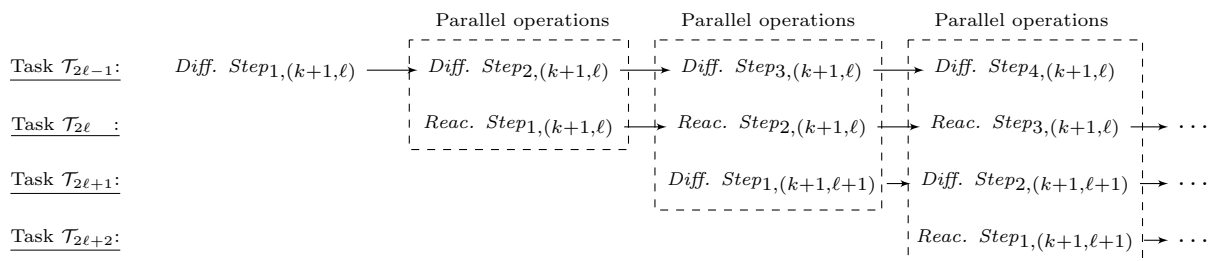 Parallel operations Parallel operations Parallel operations
Task 𝒯₂ℓ₋₁: Diff. Step₁,₍ₖ₊₁,ℓ₎ Diff. Step₂,₍ₖ₊₁,ℓ₎ Diff. Step₃,₍ₖ₊₁,ℓ₎ Diff. Step₄,₍ₖ₊₁,ℓ₎
Task 𝒯₂ℓ : Reac. Step₁,₍ₖ₊₁,ℓ₎ Reac. Step₂,₍ₖ₊₁,ℓ₎ Reac. Step₃,₍ₖ₊₁,ℓ₎ ···
Task 𝒯₂ℓ₊₁: Diff. Step₁,₍ₖ₊₁,ℓ₊₁₎ Diff. Step₂,₍ₖ₊₁,ℓ₊₁₎ ···
Task 𝒯₂ℓ₊₂: Reac. Step₁,₍ₖ₊₁,ℓ₊₁₎ ···